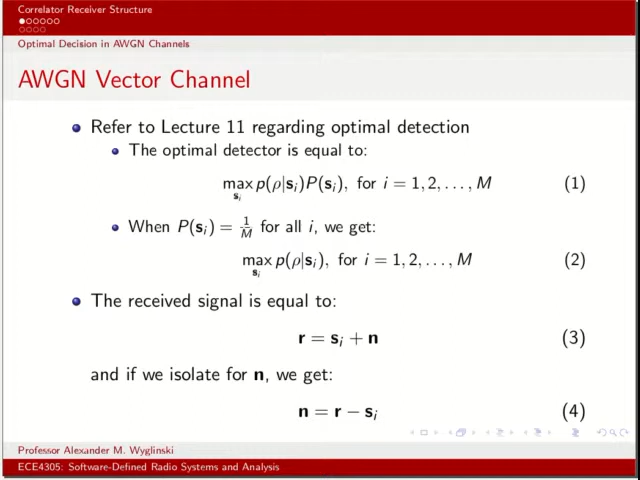 Correlator Receiver Structure
Optimal Decision in AWGN Channels
AWGN Vector Channel
Refer to Lecture 11 regarding optimal detection
The optimal detector is equal to:
max_{s_i} p(ρ|s_i)P(s_i), for i = 1, 2, . . . , M (1)
When P(s_i) = 1/M for all i, we get:
max_{s_i} p(ρ|s_i), for i = 1, 2, . . . , M (2)
The received signal is equal to:
r = s_i + n (3)
and if we isolate for n, we get:
n = r − s_i (4)
Professor Alexander M. Wyglinski
ECE4305: Software-Defined Radio Systems and Analysis